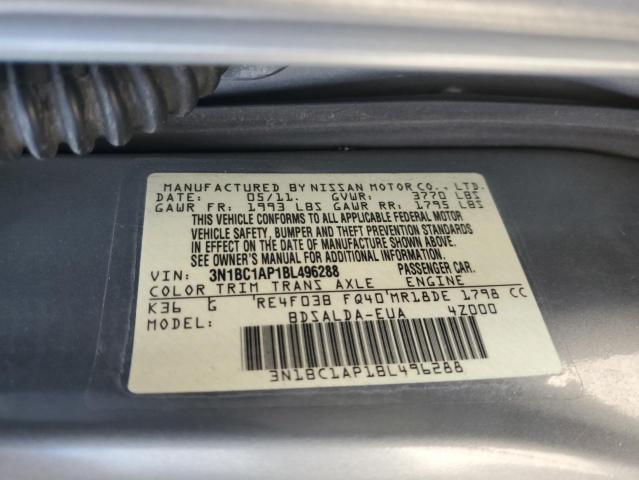 MANUFACTURED BY NISSAN MOTOR CO., LTD.
DATE: 05/11. GVWR: 3770 LBS
GAWR FR: 1993 LBS GAWR RR: 1795 LBS
THIS VEHICLE CONFORMS TO ALL APPLICABLE FEDERAL MOTOR
VEHICLE SAFETY, BUMPER AND THEFT PREVENTION STANDARDS
IN EFFECT ON THE DATE OF MANUFACTURE SHOWN ABOVE.
SEE OWNER'S MANUAL FOR FURTHER INFORMATION.
VIN: 3N1BC1AP1BL496288 PASSENGER CAR
COLOR TRIM TRANS AXLE ENGINE
K36 G RE4F03B FQ40 MR18DE 1798 CC
MODEL: BDSALDA-EUA 4Z000
3N1BC1AP1BL496288